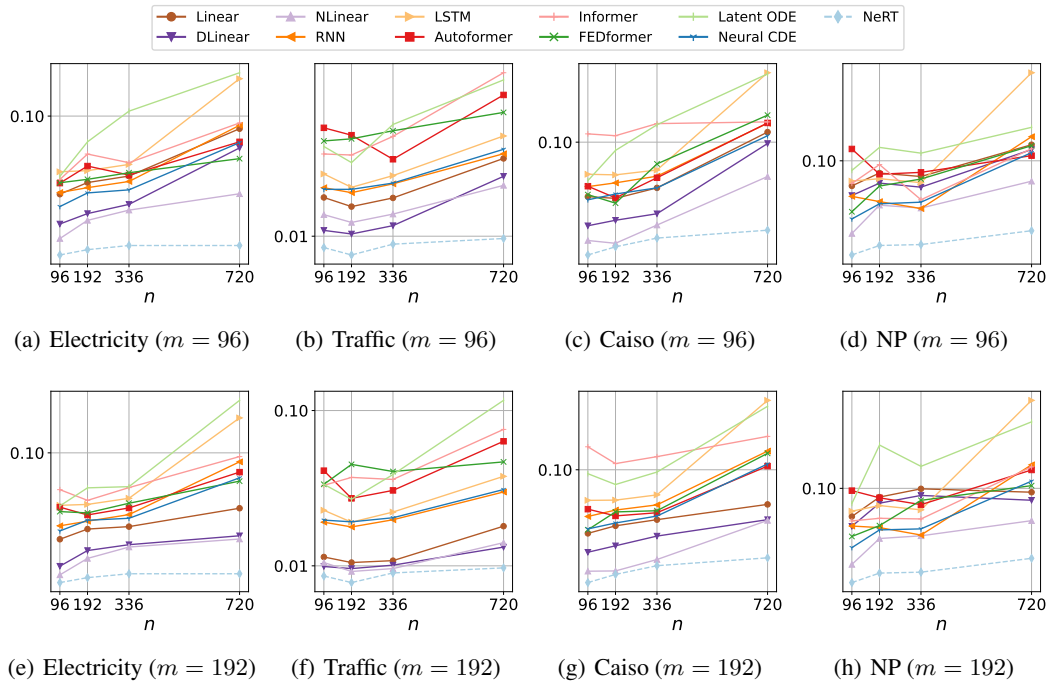 Linear NLinear LSTM Informer Latent ODE NeRT
DLinear RNN Autoformer FEDformer Neural CDE
0.10 0.01 0.10 0.10
96 192 336 720 96 192 336 720 96 192 336 720 96 192 336 720
n n n n
(a) Electricity (m = 96) (b) Traffic (m = 96) (c) Caiso (m = 96) (d) NP (m = 96)
0.10 0.10 0.10 0.10
0.01
96 192 336 720 96 192 336 720 96 192 336 720 96 192 336 720
n n n n
(e) Electricity (m = 192) (f) Traffic (m = 192) (g) Caiso (m = 192) (h) NP (m = 192)